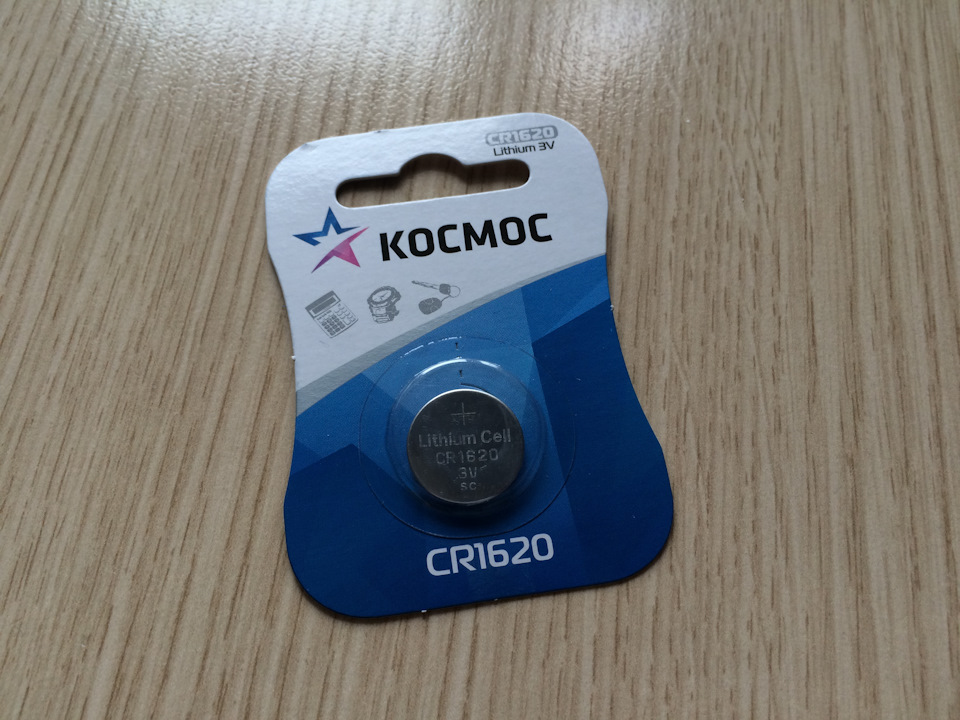 CR1620
Lithium 3V
КОСМОС
+
Lithium Cell
CR1620
3V
SC
CR1620